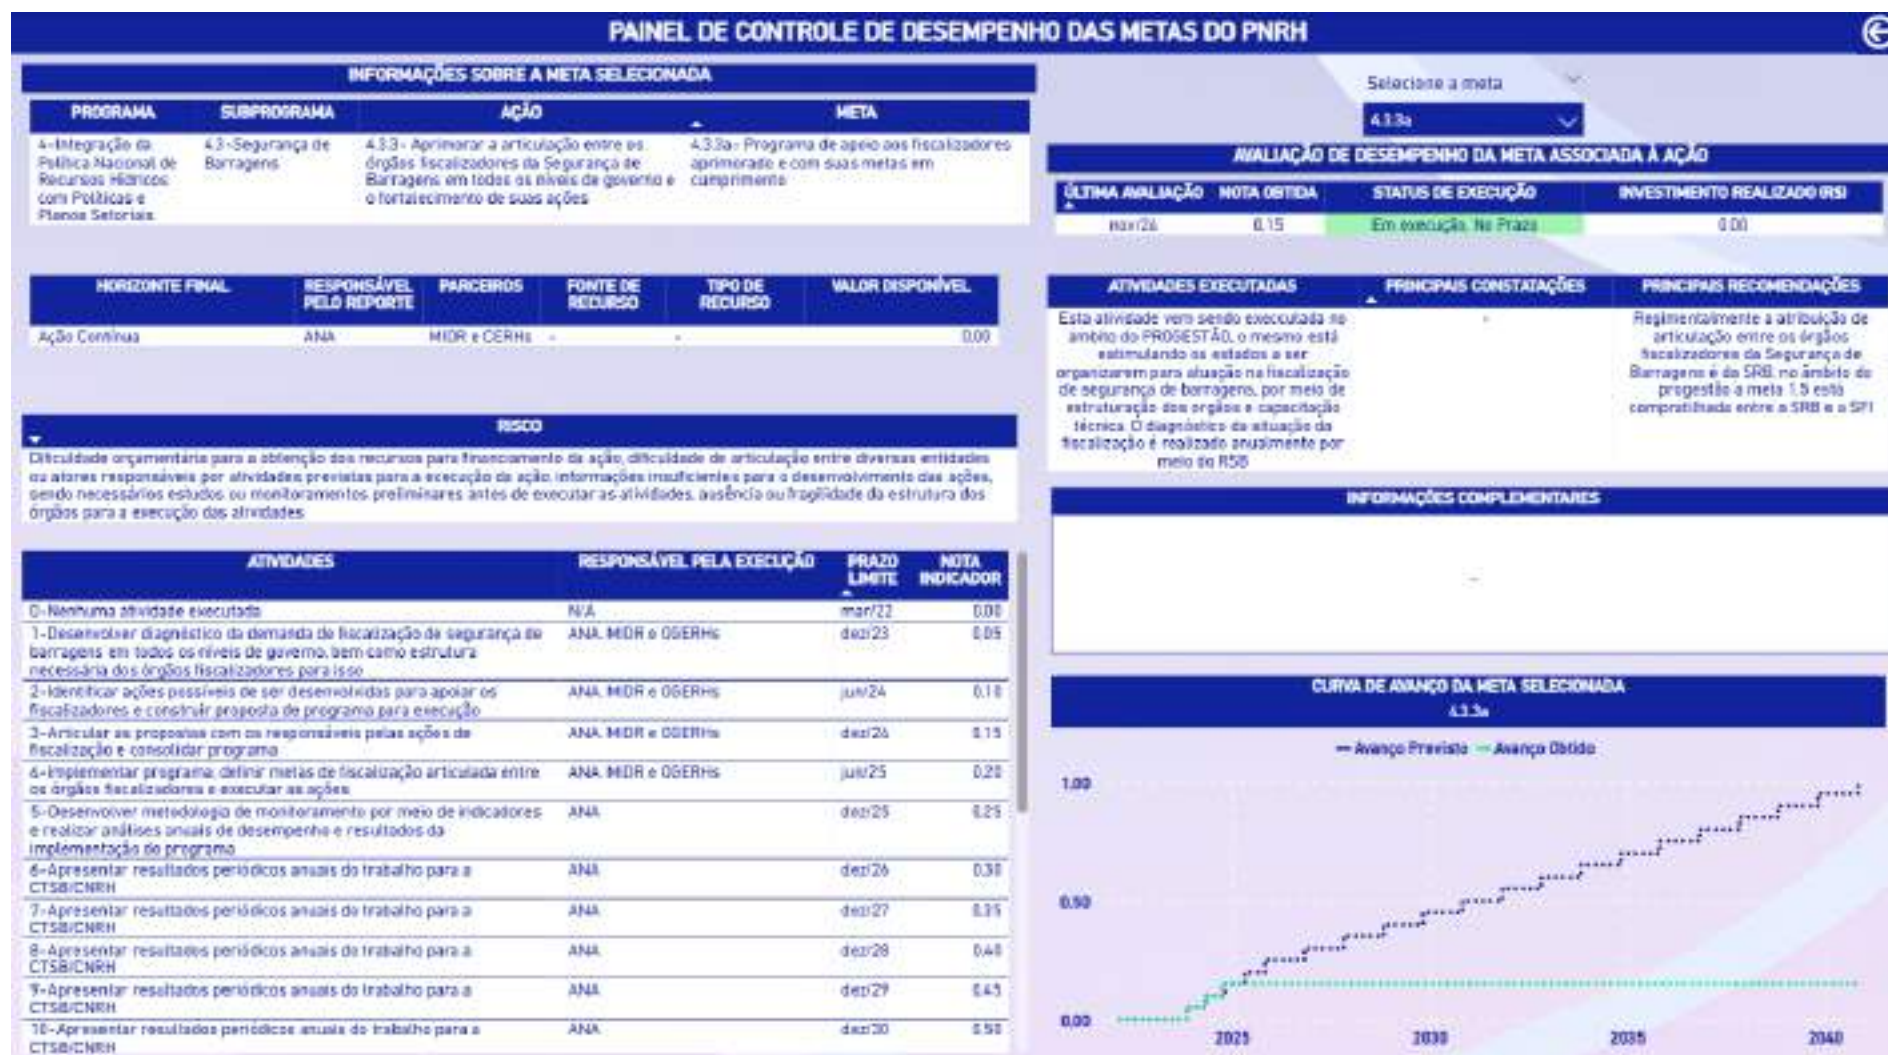 PAINEL DE CONTROLE DE DESEMPENHO DAS METAS DO PNRH
INFORMAÇÕES SOBRE A META SELECIONADA
PROGRAMA SUBPROGRAMA AÇÃO META
4-Integração da Política Nacional de Recursos Hídricos com Políticas e Planos Setoriais
4.3-Segurança de Barragens
4.3.3- Aprimorar a articulação entre os
órgãos fiscalizadores da Segurança de
Barragens em todos os níveis de governo e
o fortalecimento de suas ações
4.3.3a- Programa de apoio aos fiscalizadores
aprimorado e com suas metas em
cumprimento
Selecione a meta
4.3.3a
AVALIAÇÃO DE DESEMPENHO DA META ASSOCIADA À AÇÃO
ÚLTIMA AVALIAÇÃO NOTA OBTIDA STATUS DE EXECUÇÃO INVESTIMENTO REALIZADO (R$)
0.15 Em execução, No Prazo 0.00
HORIZONTE FINAL RESPONSÁVEL PELO REPORTE PARCEIROS FONTE DE RECURSO TIPO DE RECURSO VALOR DISPONÍVEL
Ação Contínua ANA MIDR e CERHs - - 0.00
ATIVIDADES EXECUTADAS PRINCIPAIS CONSTATAÇÕES PRINCIPAIS RECOMENDAÇÕES
Esta atividade vem sendo execcutada no
âmbito do PROGESTÃO, o mesmo está
estimulando os estados a ser
organizarem para atuação na fiscalização
de segurança de barragens, por meio de
estruturação dos orgãos e capacitação
técnica. O diagnóstico da situação da
fiscalização é realizado anualmente por
meio do RSB
-
Regimentalmente a atribuição de
articulação entre os órgãos
fiscalizadores da Segurança de
Barragens é da SRB, no âmbito do
progestão a meta 1.5 está
compratilhada entre a SRB e a SFI
RISCO
Dificuldade orçamentária para a obtenção dos recursos para financiamento da ação, dificuldade de articulação entre diversas entidades
ou atores responsáveis por atividades previstas para a execução da ação, informações insuficientes para o desenvolvimento das ações,
sendo necessários estudos ou monitoramentos preliminares antes de executar as atividades, ausência ou fragilidade da estrutura dos
órgãos para a execução das atividades
INFORMAÇÕES COMPLEMENTARES
-
ATIVIDADES RESPONSÁVEL PELA EXECUÇÃO PRAZO LIMITE NOTA INDICADOR
0-Nenhuma atividade executada N/A mar/22 0.00
1-Desenvolver diagnóstico da demanda de fiscalização de segurança de ANA, MIDR e OGERHs dez/23 0.05
barragens em todos os níveis de governo, bem como estrutura
necessária dos órgãos fiscalizadores para isso
2-Identificar ações possíveis de ser desenvolvidas para apoiar os ANA, MIDR e OGERHs jun/24 0.10
fiscalizadores e construir proposta de programa para execução
3-Articular as propostas com os responsáveis pelas ações de ANA, MIDR e OGERHs dez/24 0.15
fiscalização e consolidar programa
4-Implementar programa, definir metas de fiscalização articulada entre ANA, MIDR e OGERHs jun/25 0.20
os órgãos fiscalizadores e executar as ações
5-Desenvolver metodologia de monitoramento por meio de indicadores ANA dez/25 0.25
e realizar análises anuais de desempenho e resultados da
implementação do programa
6-Apresentar resultados periódicos anuais do trabalho para a ANA dez/26 0.30
CTSB/CNRH
7-Apresentar resultados periódicos anuais do trabalho para a ANA dez/27 0.35
CTSB/CNRH
8-Apresentar resultados periódicos anuais do trabalho para a ANA dez/28 0.40
CTSB/CNRH
9-Apresentar resultados periódicos anuais do trabalho para a ANA dez/29 0.45
CTSB/CNRH
10-Apresentar resultados periódicos anuais do trabalho para a ANA dez/30 0.50
CTSB/CNRH
CURVA DE AVANÇO DA META SELECIONADA
4.3.3a
Avanço Previsto Avanço Obtido
1.00
0.50
0.00
2025 2030 2035 2040